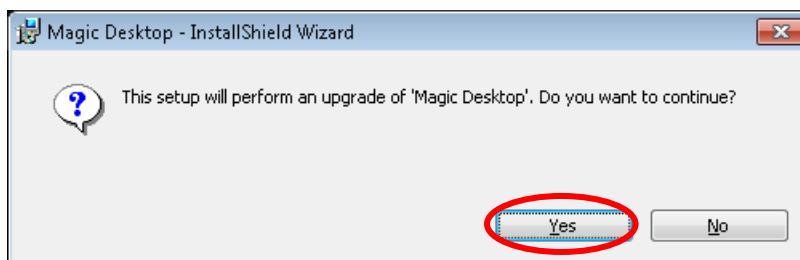 Magic Desktop - InstallShield Wizard
This setup will perform an upgrade of 'Magic Desktop'. Do you want to continue?
Yes
No